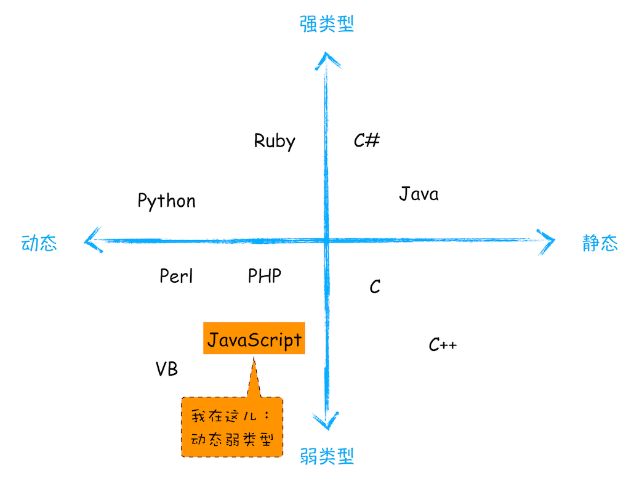 强类型
Ruby
C#
Python
Java
动态
静态
Perl
PHP
C
JavaScript
C++
VB
我在这儿：
动态弱类型
弱类型